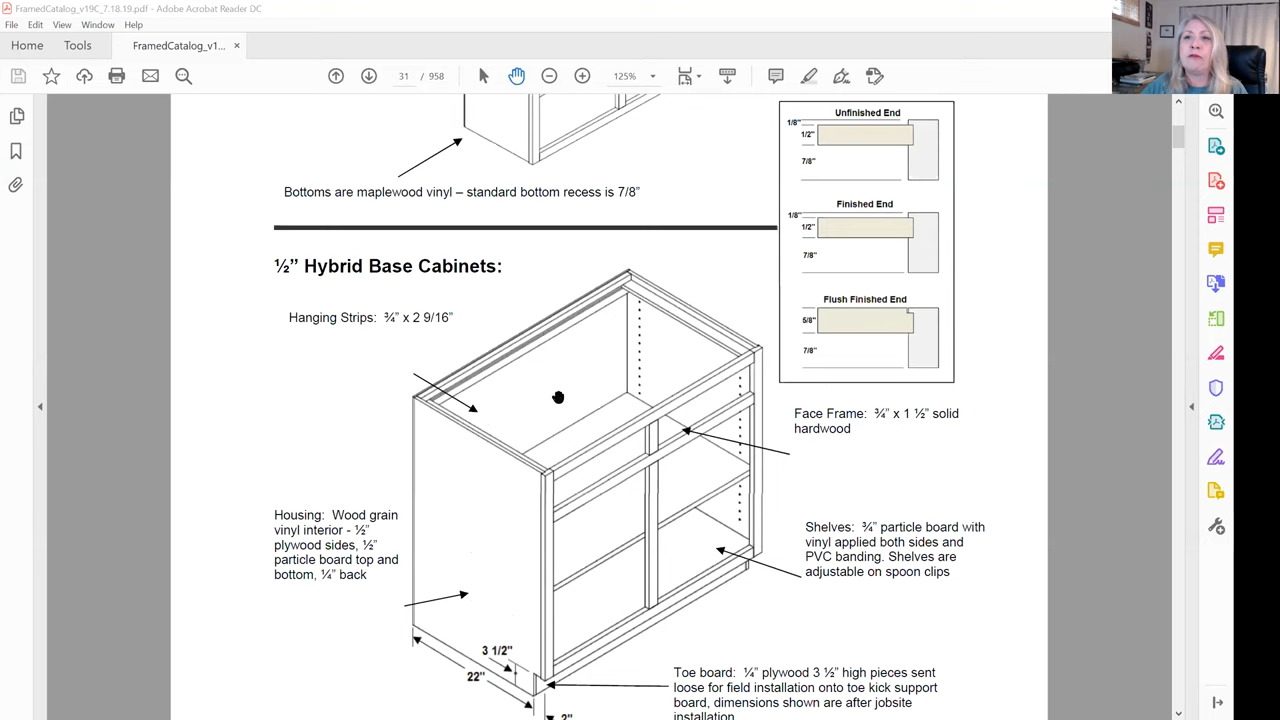 FramedCatalog_v19C_7.18.19.pdf - Adobe Acrobat Reader DC
File Edit View Window Help
Home Tools FramedCatalog_v1... ×
31 / 958 125%
Unfinished End
1/8"
1/2"
7/8"
Bottoms are maplewood vinyl – standard bottom recess is 7/8”
Finished End
1/8"
1/2"
7/8"
½” Hybrid Base Cabinets:
Flush Finished End
5/8"
7/8"
Hanging Strips: ¾” x 2 9/16”
Face Frame: ¾” x 1 ½” solid
hardwood
Housing: Wood grain
vinyl interior - ½”
plywood sides, ½”
particle board top and
bottom, ¼” back
Shelves: ¾” particle board with
vinyl applied both sides and
PVC banding. Shelves are
adjustable on spoon clips
3 1/2"
22"
2"
Toe board: ¼” plywood 3 ½” high pieces sent
loose for field installation onto toe kick support
board, dimensions shown are after jobsite
installation